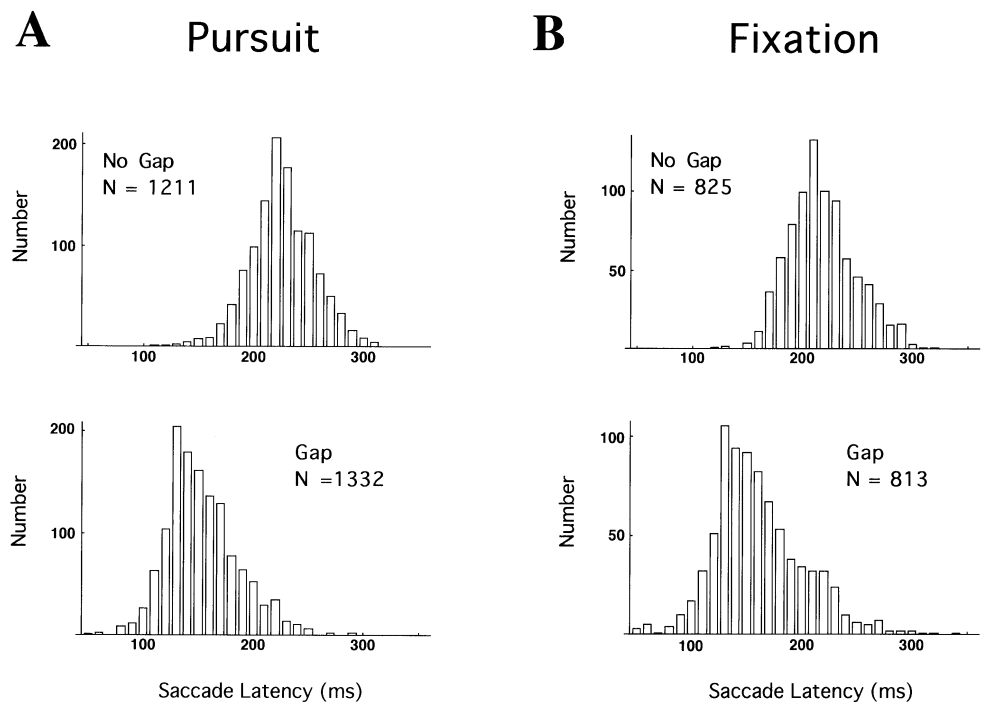 A
Pursuit
B
Fixation
200
100
Number
No Gap
N = 1211
100
200
300
100
50
Number
No Gap
N = 825
100
200
300
200
100
Number
Gap
N =1332
100
200
300
Saccade Latency (ms)
100
50
Number
Gap
N = 813
100
200
300
Saccade Latency (ms)